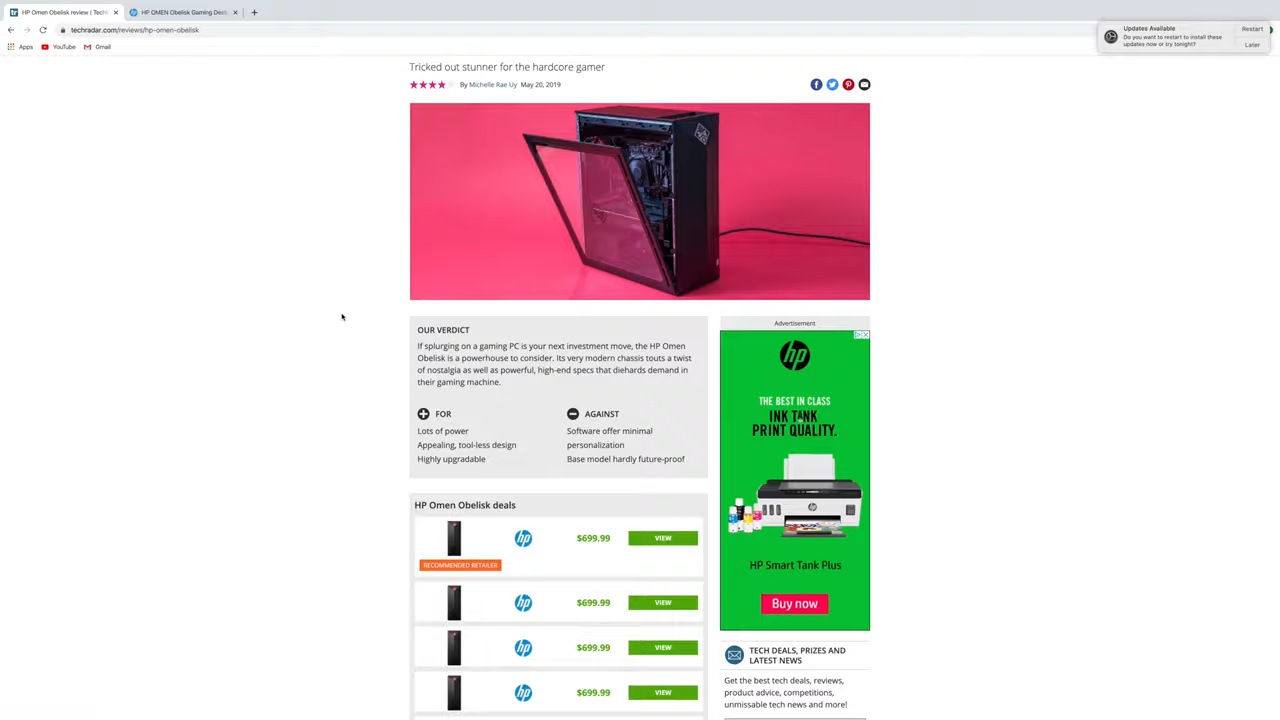 HP Omen Obelisk review | Tech
HP OMEN Obelisk Gaming Desk
techradar.com/reviews/hp-omen-obelisk
Apps
YouTube
Gmail
Updates Available
Do you want to restart to install these
updates now or try tonight?
Restart
Later
Tricked out stunner for the hardcore gamer
By Michelle Rae Uy May 20, 2019
OUR VERDICT
If splurging on a gaming PC is your next investment move, the HP Omen
Obelisk is a powerhouse to consider. Its very modern chassis touts a twist
of nostalgia as well as powerful, high-end specs that diehards demand in
their gaming machine.
FOR
Lots of power
Appealing, tool-less design
Highly upgradable
AGAINST
Software offer minimal
personalization
Base model hardly future-proof
HP Omen Obelisk deals
hp $699.99 VIEW
RECOMMENDED RETAILER
hp $699.99 VIEW
hp $699.99 VIEW
hp $699.99 VIEW
Advertisement
hp
THE BEST IN CLASS
INK TANK
PRINT QUALITY.
HP Smart Tank Plus
Buy now
TECH DEALS, PRIZES AND
LATEST NEWS
Get the best tech deals, reviews,
product advice, competitions,
unmissable tech news and more!